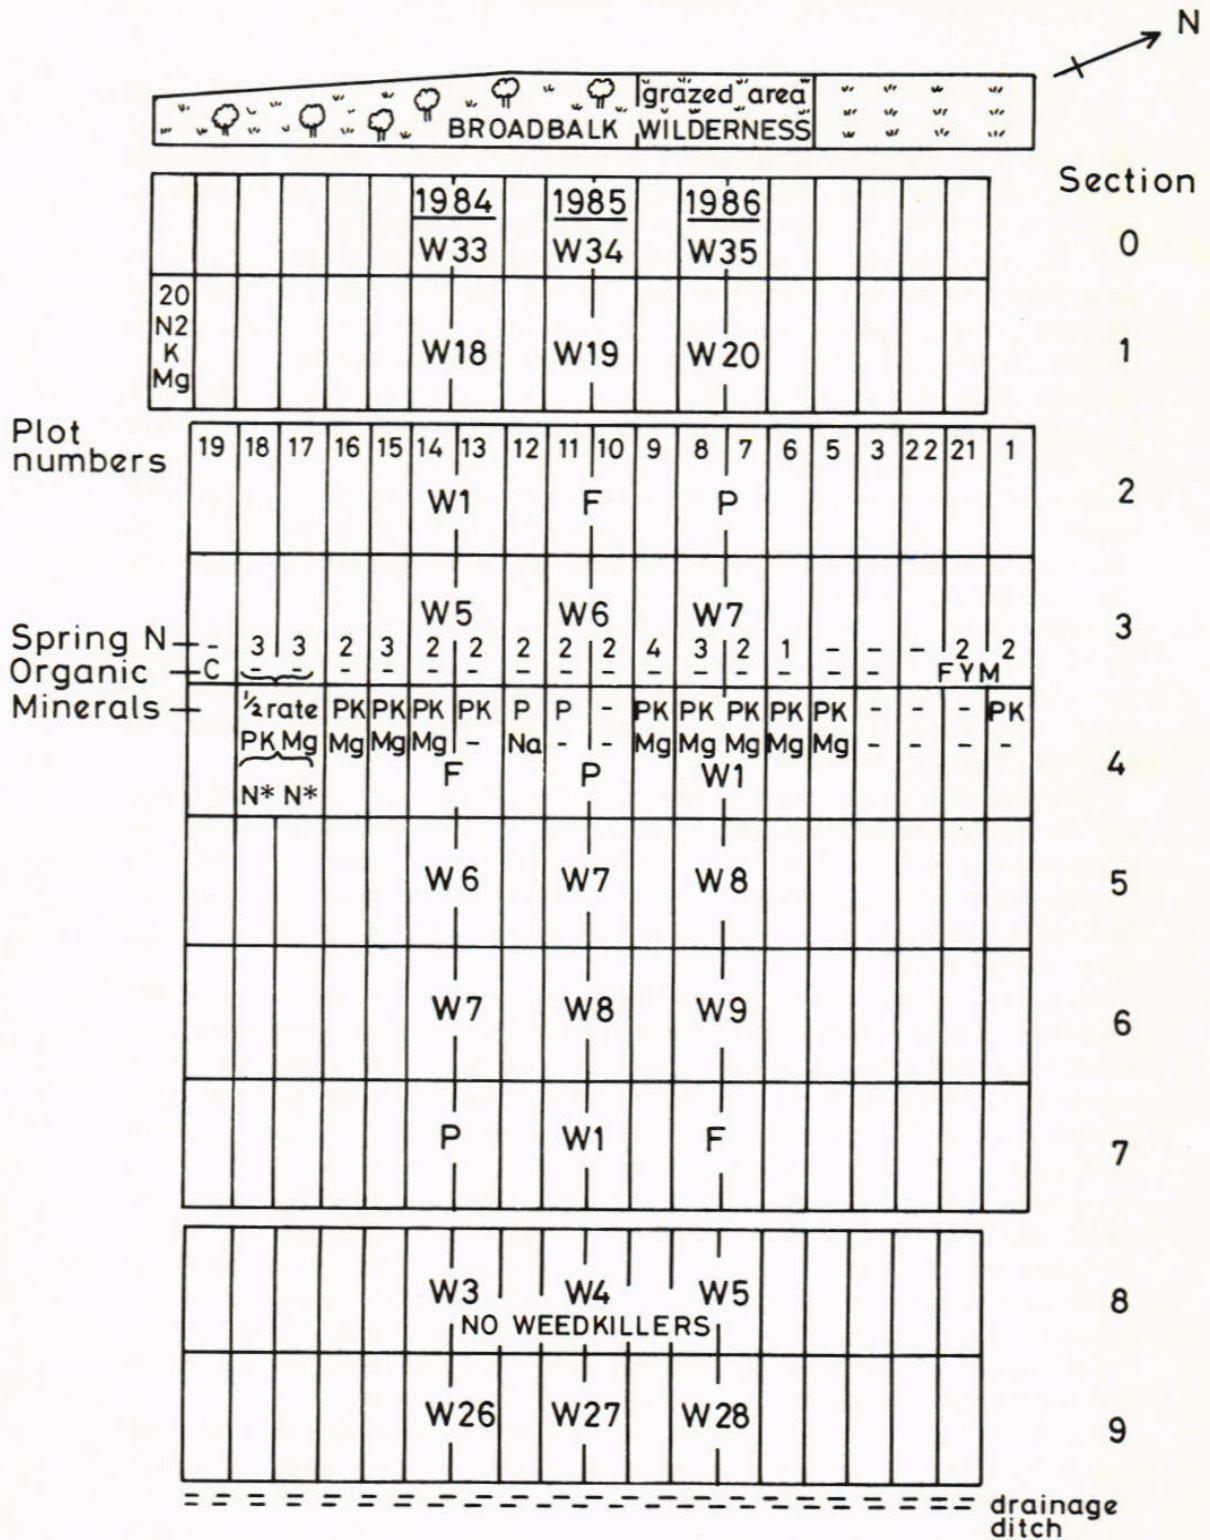 N
grazed area
BROADBALK WILDERNESS
Section
1984 1985 1986
W33 W34 W35 0
20
N2
K
Mg
W18 W19 W20 1
Plot
numbers
19 18 17 16 15 14 13 12 11 10 9 8 7 6 5 3 22 21 1
W1 F P 2
W5 W6 W7 3
Spring N - 3 3 2 3 2 2 2 2 2 4 3 2 1 - - - 2 2
Organic C - - - - - - - - - - - - - - - FYM
Minerals ½ rate PK PK PK PK P P - PK PK PK PK PK - - - PK
PK Mg Mg Mg Mg - Na - - Mg Mg Mg Mg Mg - - - -
F P W1 4
N* N*
W6 W7 W8 5
W7 W8 W9 6
P W1 F 7
W3 W4 W5 8
NO WEEDKILLERS
W26 W27 W28 9
drainage
ditch